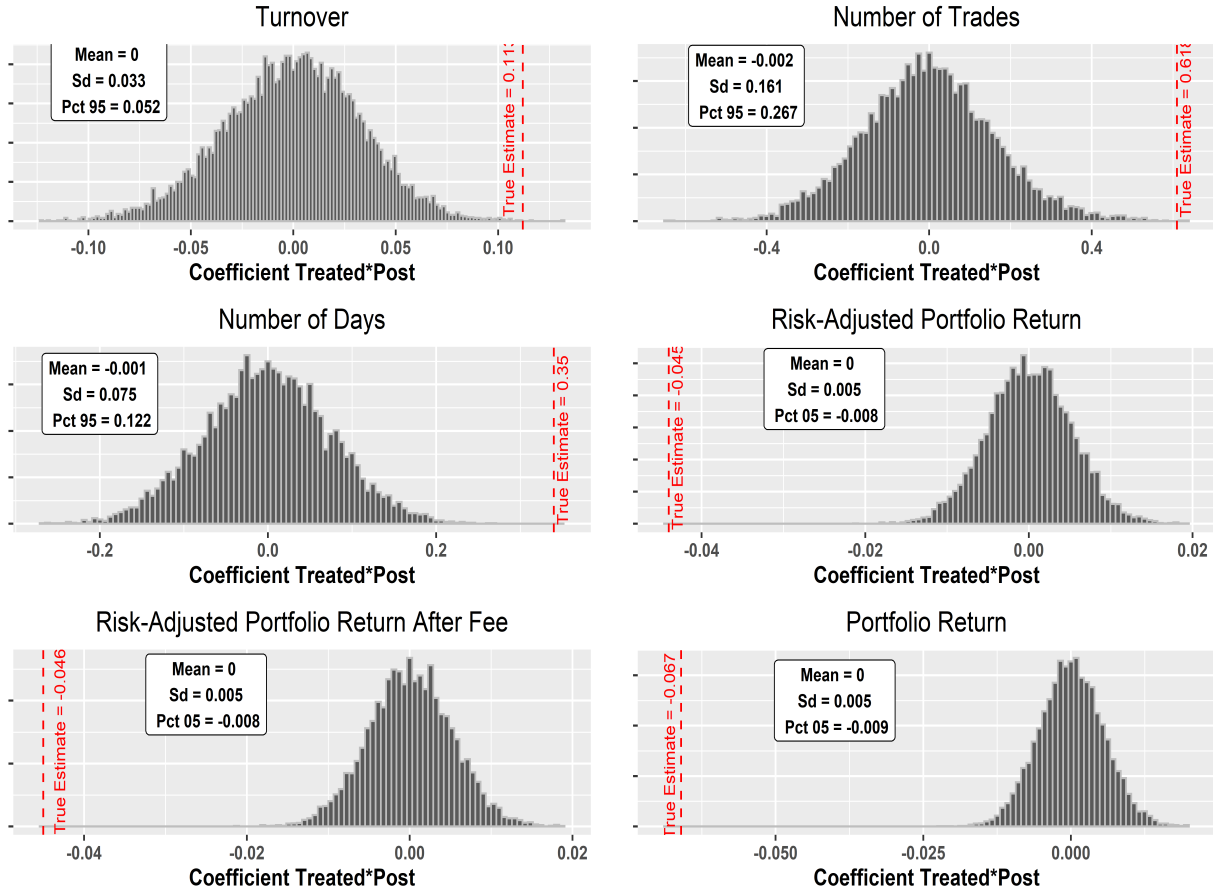 Turnover
Mean = 0
Sd = 0.033
Pct 95 = 0.052
True Estimate = 0.113
-0.10 -0.05 0.00 0.05 0.10
Coefficient Treated*Post
Number of Trades
Mean = -0.002
Sd = 0.161
Pct 95 = 0.267
True Estimate = 0.618
-0.4 0.0 0.4
Coefficient Treated*Post
Number of Days
Mean = -0.001
Sd = 0.075
Pct 95 = 0.122
True Estimate = 0.35
-0.2 0.0 0.2
Coefficient Treated*Post
Risk-Adjusted Portfolio Return
Mean = 0
Sd = 0.005
Pct 05 = -0.008
True Estimate = -0.045
-0.04 -0.02 0.00 0.02
Coefficient Treated*Post
Risk-Adjusted Portfolio Return After Fee
Mean = 0
Sd = 0.005
Pct 05 = -0.008
True Estimate = -0.046
-0.04 -0.02 0.00 0.02
Coefficient Treated*Post
Portfolio Return
Mean = 0
Sd = 0.005
Pct 05 = -0.009
True Estimate = -0.067
-0.050 -0.025 0.000
Coefficient Treated*Post